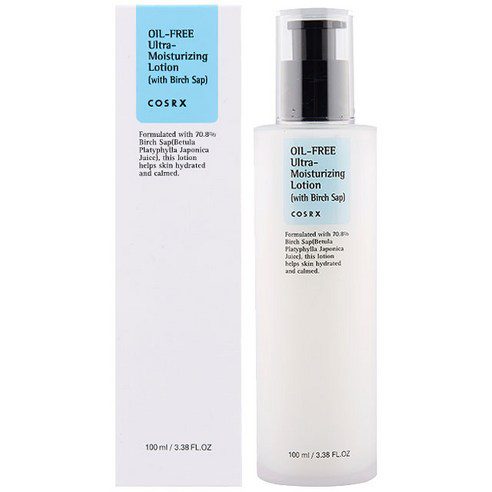 OIL-FREE
Ultra-
Moisturizing
Lotion
(with Birch Sap)
COSRX
Formulated with 70.8%
Birch Sap(Betula
Platyphylla Japonica
Juice), this lotion
helps skin hydrated
and calmed.
100 ml / 3.38 FL.OZ
OIL-FREE
Ultra-
Moisturizing
Lotion
(with Birch Sap)
COSRX
Formulated with 70.8%
Birch Sap(Betula
Platyphylla Japonica
Juice), this lotion
helps skin hydrated
and calmed.
100 ml / 3.38 FL.OZ